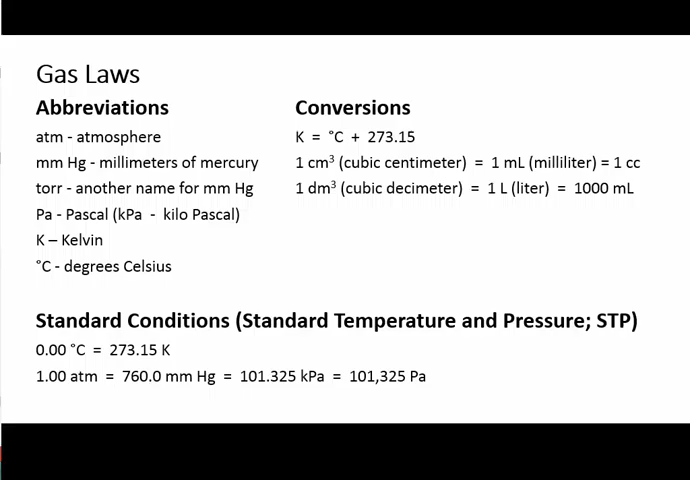 Gas Laws
Abbreviations
atm - atmosphere
mm Hg - millimeters of mercury
torr - another name for mm Hg
Pa - Pascal (kPa - kilo Pascal)
K – Kelvin
°C - degrees Celsius
Conversions
K = °C + 273.15
1 cm³ (cubic centimeter) = 1 mL (milliliter) = 1 cc
1 dm³ (cubic decimeter) = 1 L (liter) = 1000 mL
Standard Conditions (Standard Temperature and Pressure; STP)
0.00 °C = 273.15 K
1.00 atm = 760.0 mm Hg = 101.325 kPa = 101,325 Pa